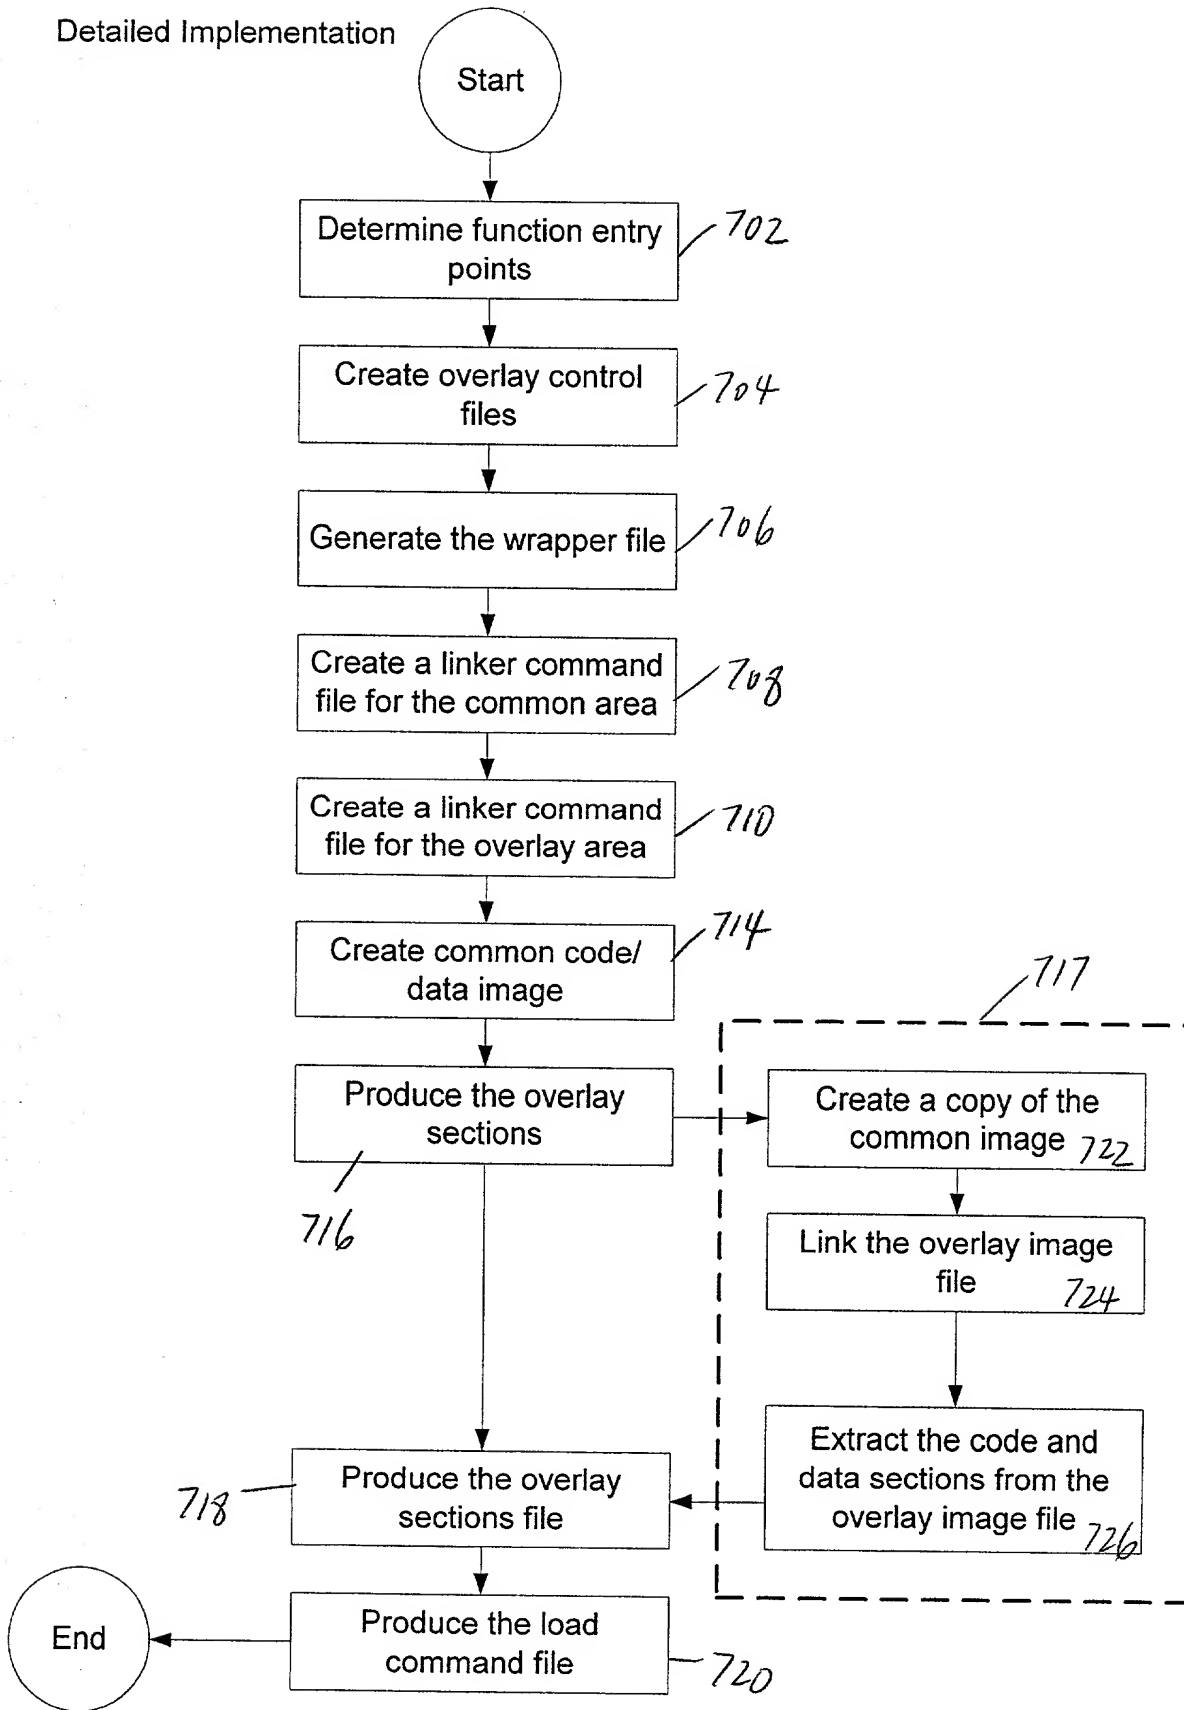 Detailed Implementation
Start
Determine function entry
points
702
Create overlay control
files
704
Generate the wrapper file
706
Create a linker command
file for the common area
708
Create a linker command
file for the overlay area
710
Create common code/
data image
714
717
Produce the overlay
sections
716
Create a copy of the
common image 722
Link the overlay image
file 724
Extract the code and
data sections from the
overlay image file 726
718
Produce the overlay
sections file
Produce the load
command file
720
End